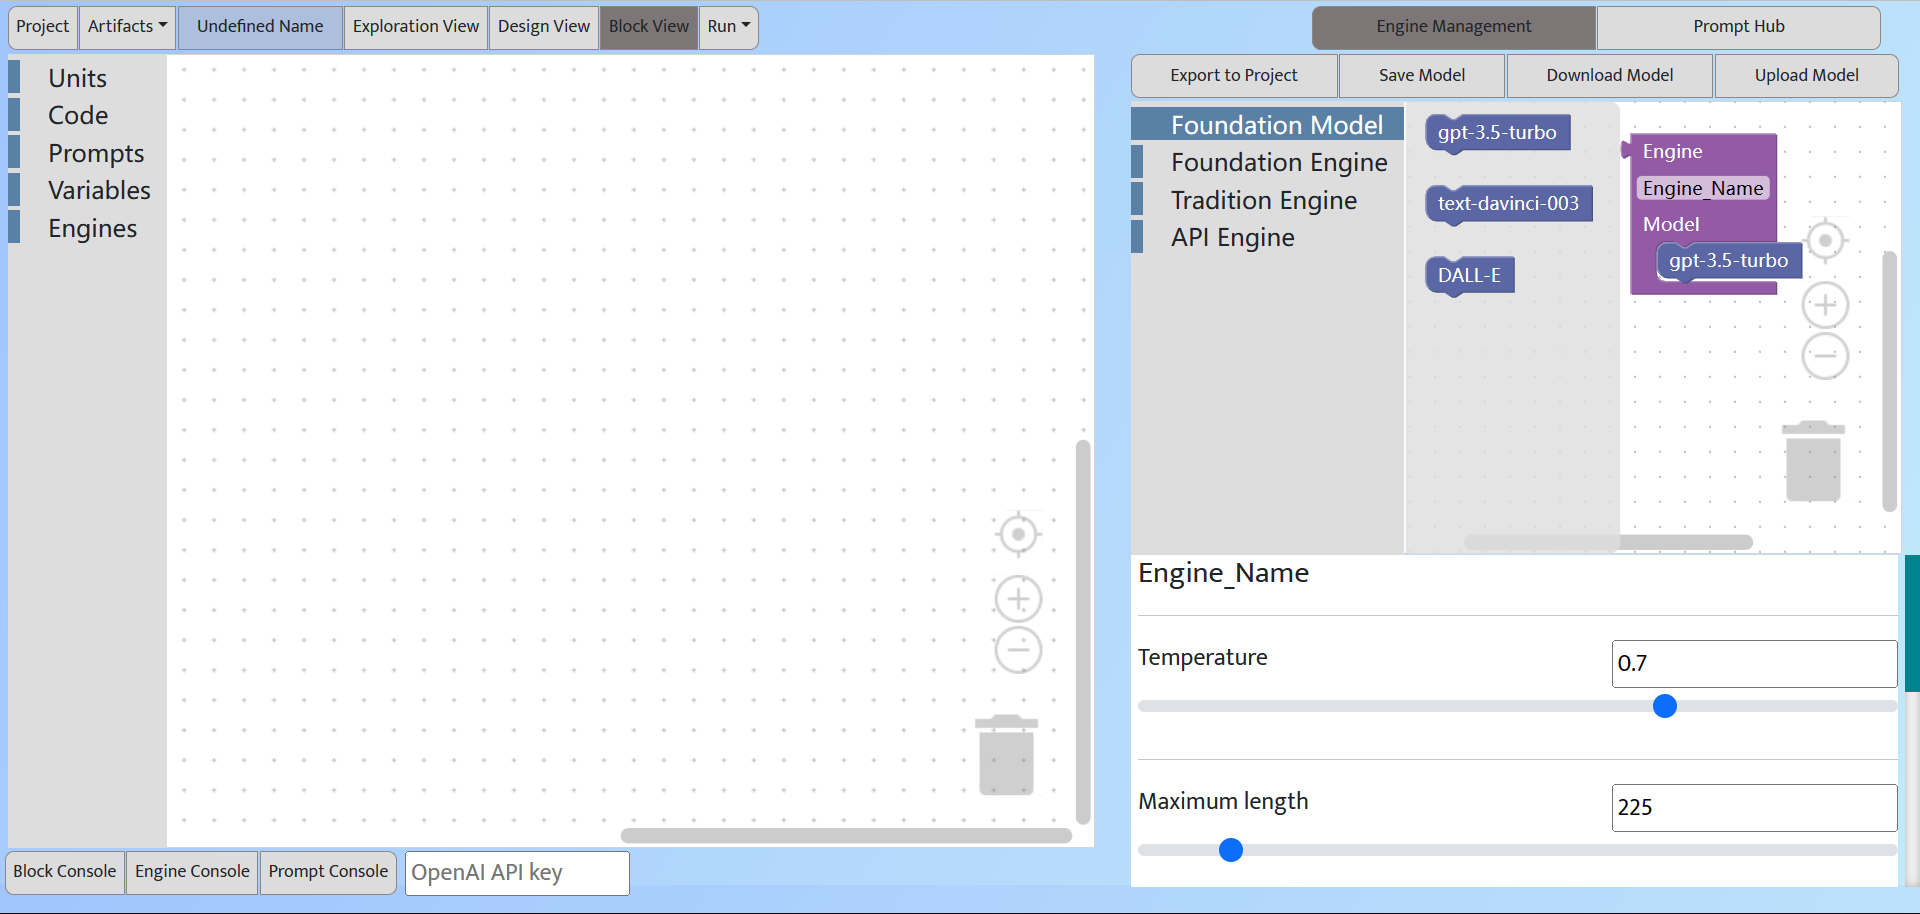 Project Artifacts Undefined Name Exploration View Design View Block View Run
Engine Management Prompt Hub
Export to Project Save Model Download Model Upload Model
Units
Code
Prompts
Variables
Engines
Foundation Model
Foundation Engine
Tradition Engine
API Engine
gpt-3.5-turbo
text-davinci-003
DALL-E
Engine
Engine_Name
Model
gpt-3.5-turbo
Engine_Name
Temperature 0.7
Maximum length 225
Block Console Engine Console Prompt Console OpenAI API key